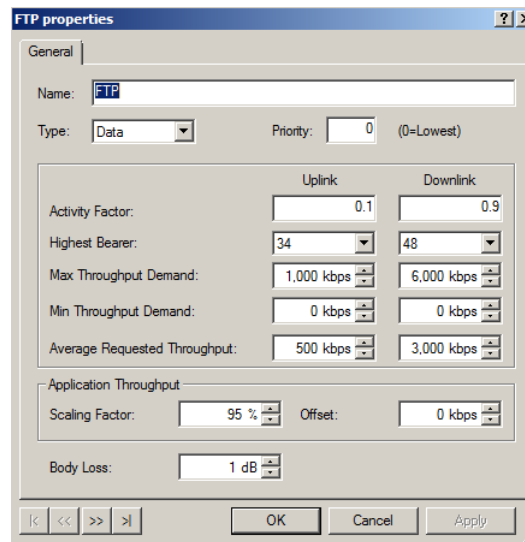 FTP properties
General
Name: FTP
Type: Data Priority: 0 (0=Lowest)
Uplink Downlink
Activity Factor: 0.1 0.9
Highest Bearer: 34 48
Max Throughput Demand: 1,000 kbps 6,000 kbps
Min Throughput Demand: 0 kbps 0 kbps
Average Requested Throughput: 500 kbps 3,000 kbps
Application Throughput
Scaling Factor: 95 % Offset: 0 kbps
Body Loss: 1 dB
|< << >> >| OK Cancel Apply